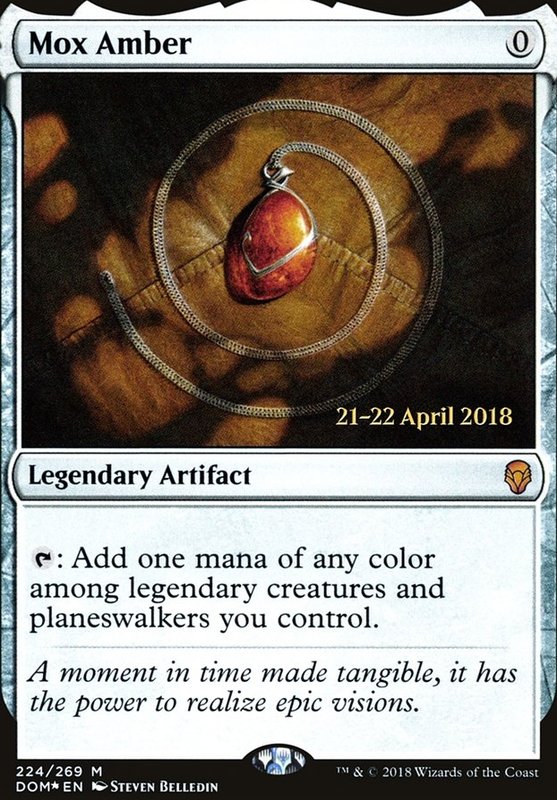 Mox Amber 0
21–22 April 2018
Legendary Artifact
: Add one mana of any color
among legendary creatures and
planeswalkers you control.
A moment in time made tangible, it has
the power to realize epic visions.
224/269 M
DOM★EN Steven Belledin
™ & © 2018 Wizards of the Coast